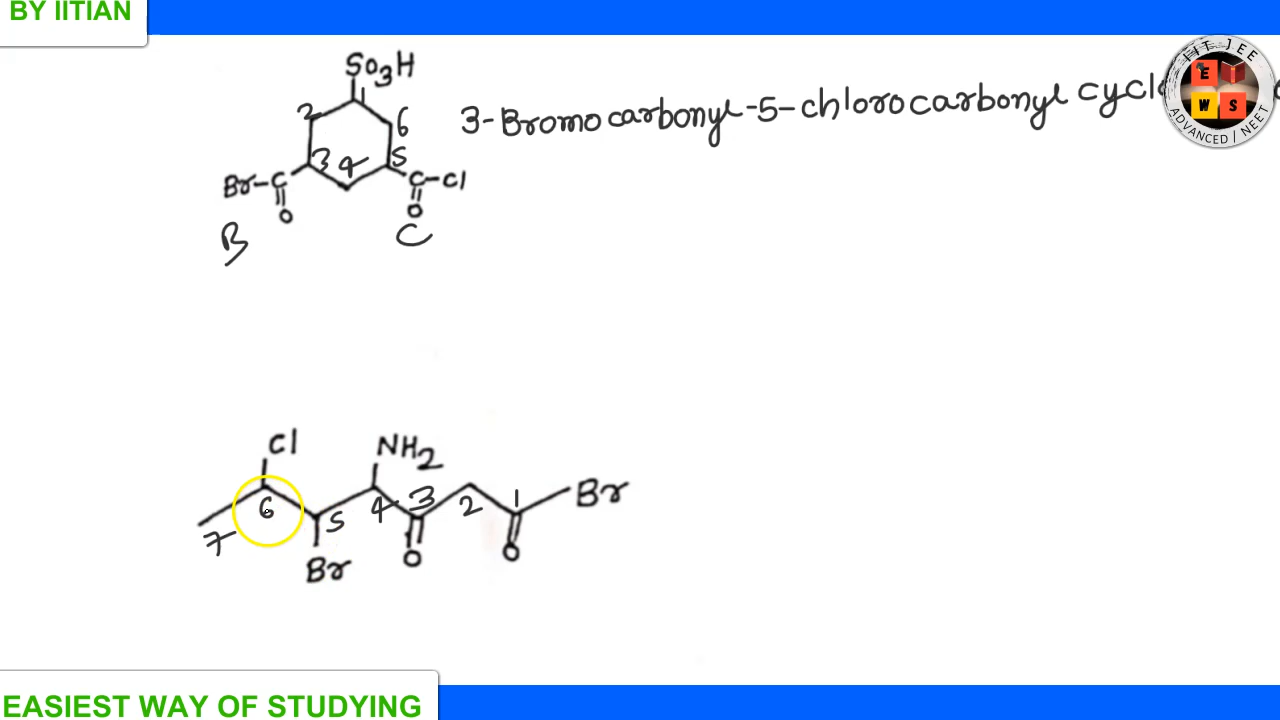 BY IITIAN
IIT JEE
E
W S
ADVANCED / NEET
SO3H
1
2
6
3-Bromocarbonyl-5-chlorocarbonyl
3 4 5
Br-C
C-Cl
O
O
B
C
Cl
NH2
7 6 5 4 3 2 1
Br
Br
O
O
EASIEST WAY OF STUDYING